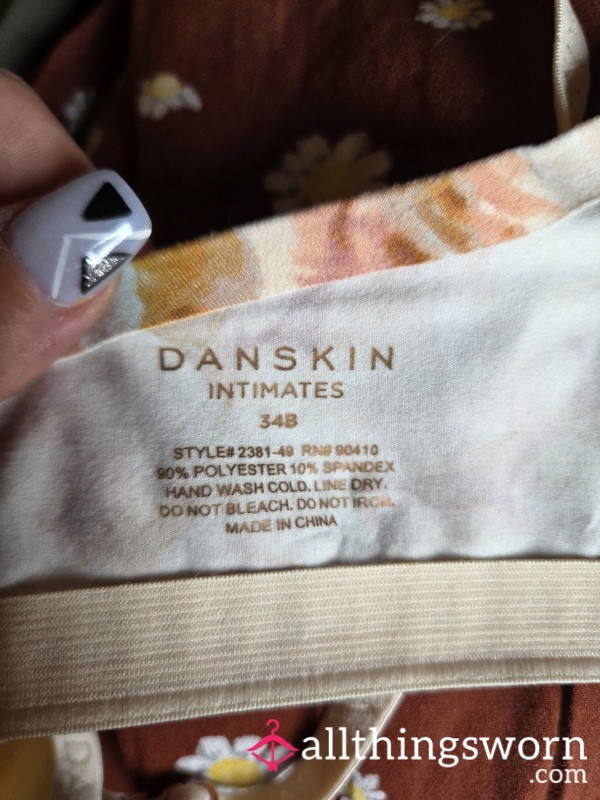 DANSKIN
INTIMATES
34B
STYLE# 2381-49 RN# 90410
90% POLYESTER 10% SPANDEX
HAND WASH COLD. LINE DRY.
DO NOT BLEACH. DO NOT IRON.
MADE IN CHINA
allthingsworn
.com